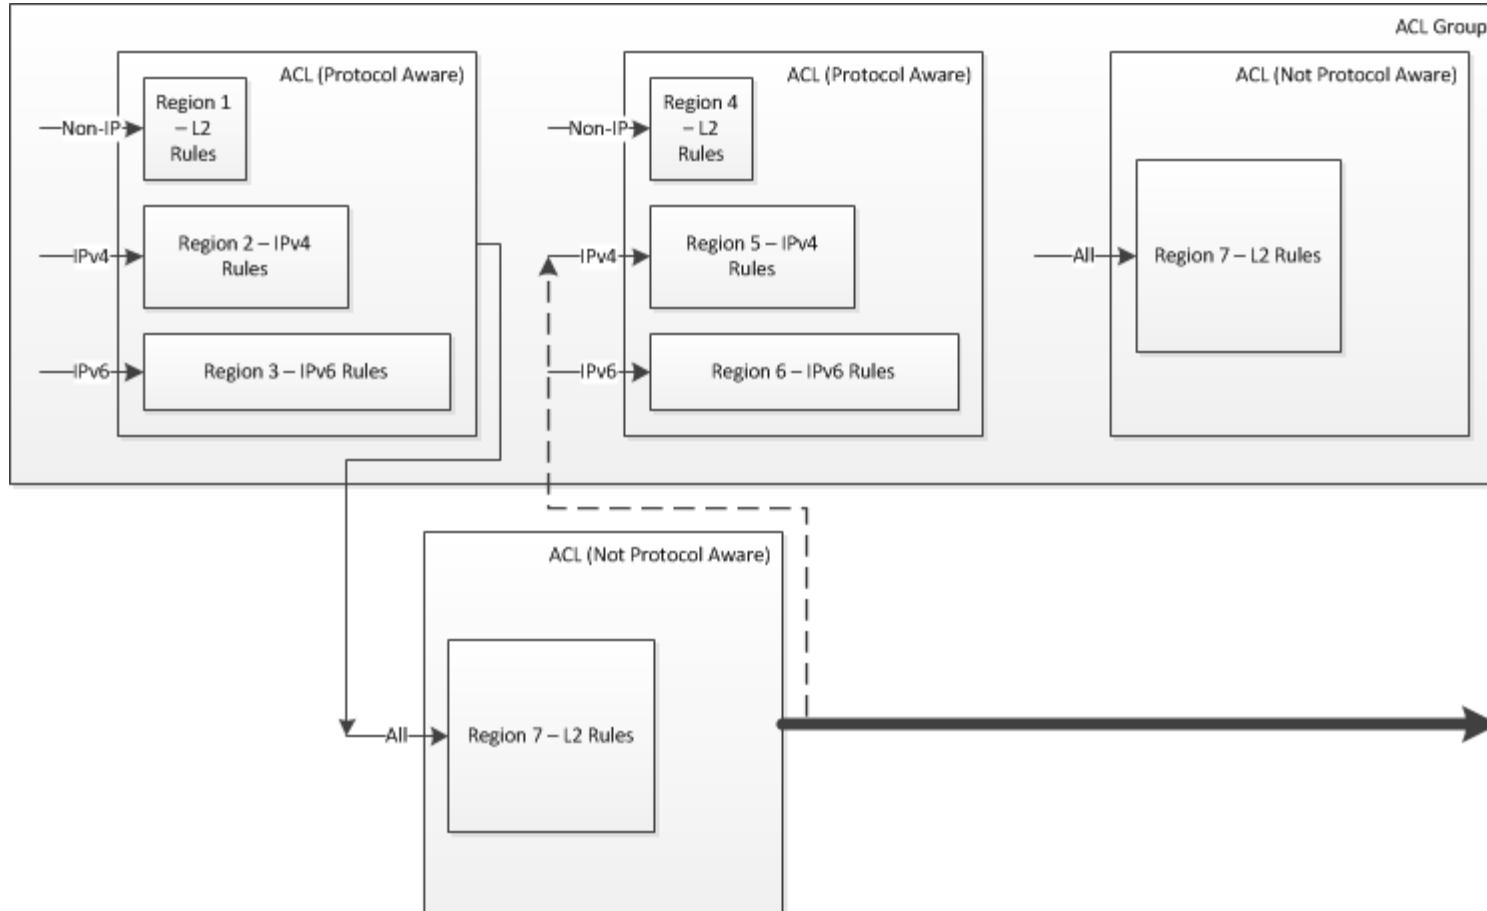 ACL Group
ACL (Protocol Aware)
Non-IP
Region 1
– L2
Rules
IPv4
Region 2 – IPv4
Rules
IPv6
Region 3 – IPv6 Rules
ACL (Protocol Aware)
Non-IP
Region 4
– L2
Rules
IPv4
Region 5 – IPv4
Rules
IPv6
Region 6 – IPv6 Rules
ACL (Not Protocol Aware)
All
Region 7 – L2 Rules
ACL (Not Protocol Aware)
All
Region 7 – L2 Rules